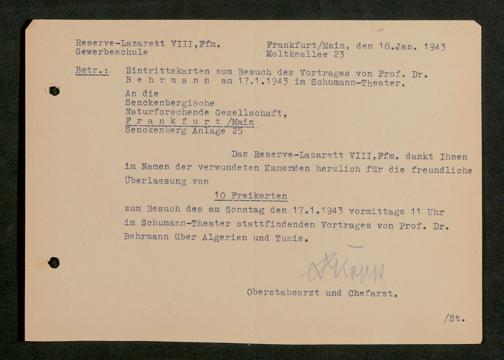 Reserve-Lazarett VIII,Ffm. Frankfurt/Main, den 18.Jan. 1943
Gewerbeschule Moltkeallee 23
Betr.: Eintrittskarten zum Besuch des Vortrages von Prof. Dr.
B e h r m a n n am 17.1.1943 im Schumann-Theater.
An die
Senckenbergische
Naturforschende Gesellschaft,
F r a n k f u r t /Main
Senckenberg Anlage 25
Das Reserve-Lazarett VIII,Ffm. dankt Ihnen
im Namen der verwundeten Kameraden herzlich für die freundliche
Überlassung von
10 Freikarten
zum Besuch des am Sonntag den 17.1.1943 vormittags 11 Uhr
im Schumann-Theater stattfindenden Vortrages von Prof. Dr.
Behrmann über Algerien und Tunis.
Oberstabsarzt und Chefarzt.
/St.